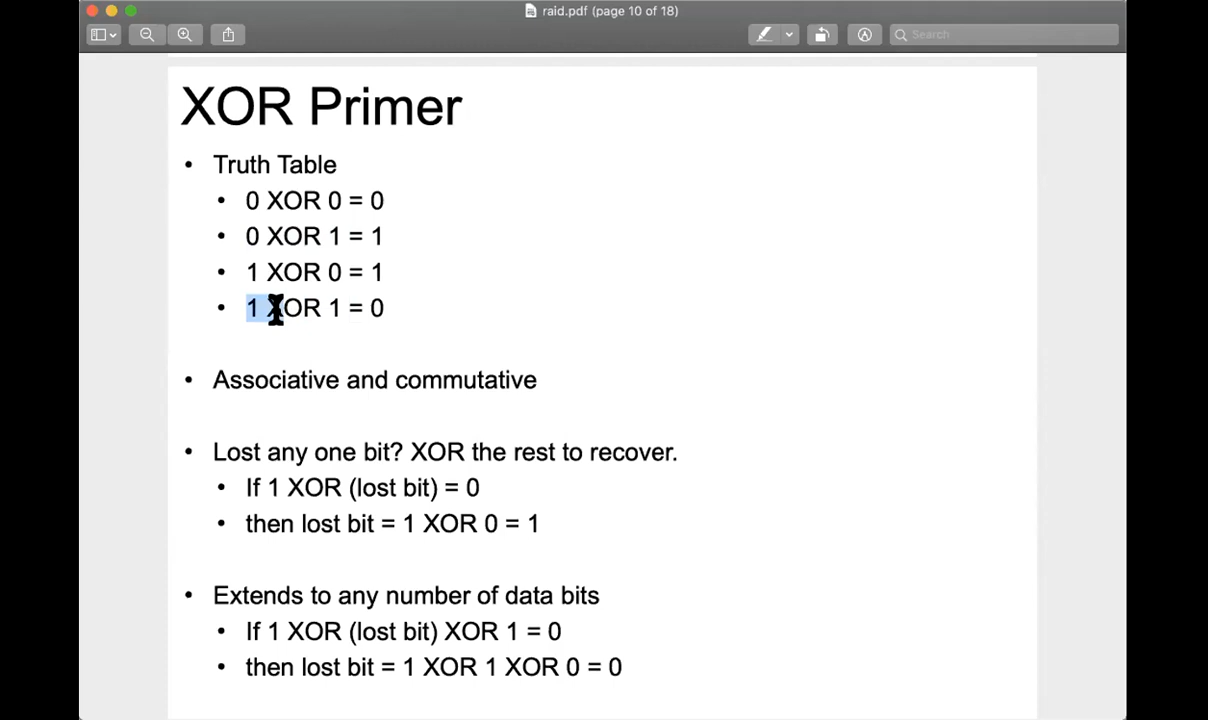 raid.pdf (page 10 of 18)
Search
XOR Primer
• Truth Table
• 0 XOR 0 = 0
• 0 XOR 1 = 1
• 1 XOR 0 = 1
• 1 XOR 1 = 0
• Associative and commutative
• Lost any one bit? XOR the rest to recover.
• If 1 XOR (lost bit) = 0
• then lost bit = 1 XOR 0 = 1
• Extends to any number of data bits
• If 1 XOR (lost bit) XOR 1 = 0
• then lost bit = 1 XOR 1 XOR 0 = 0